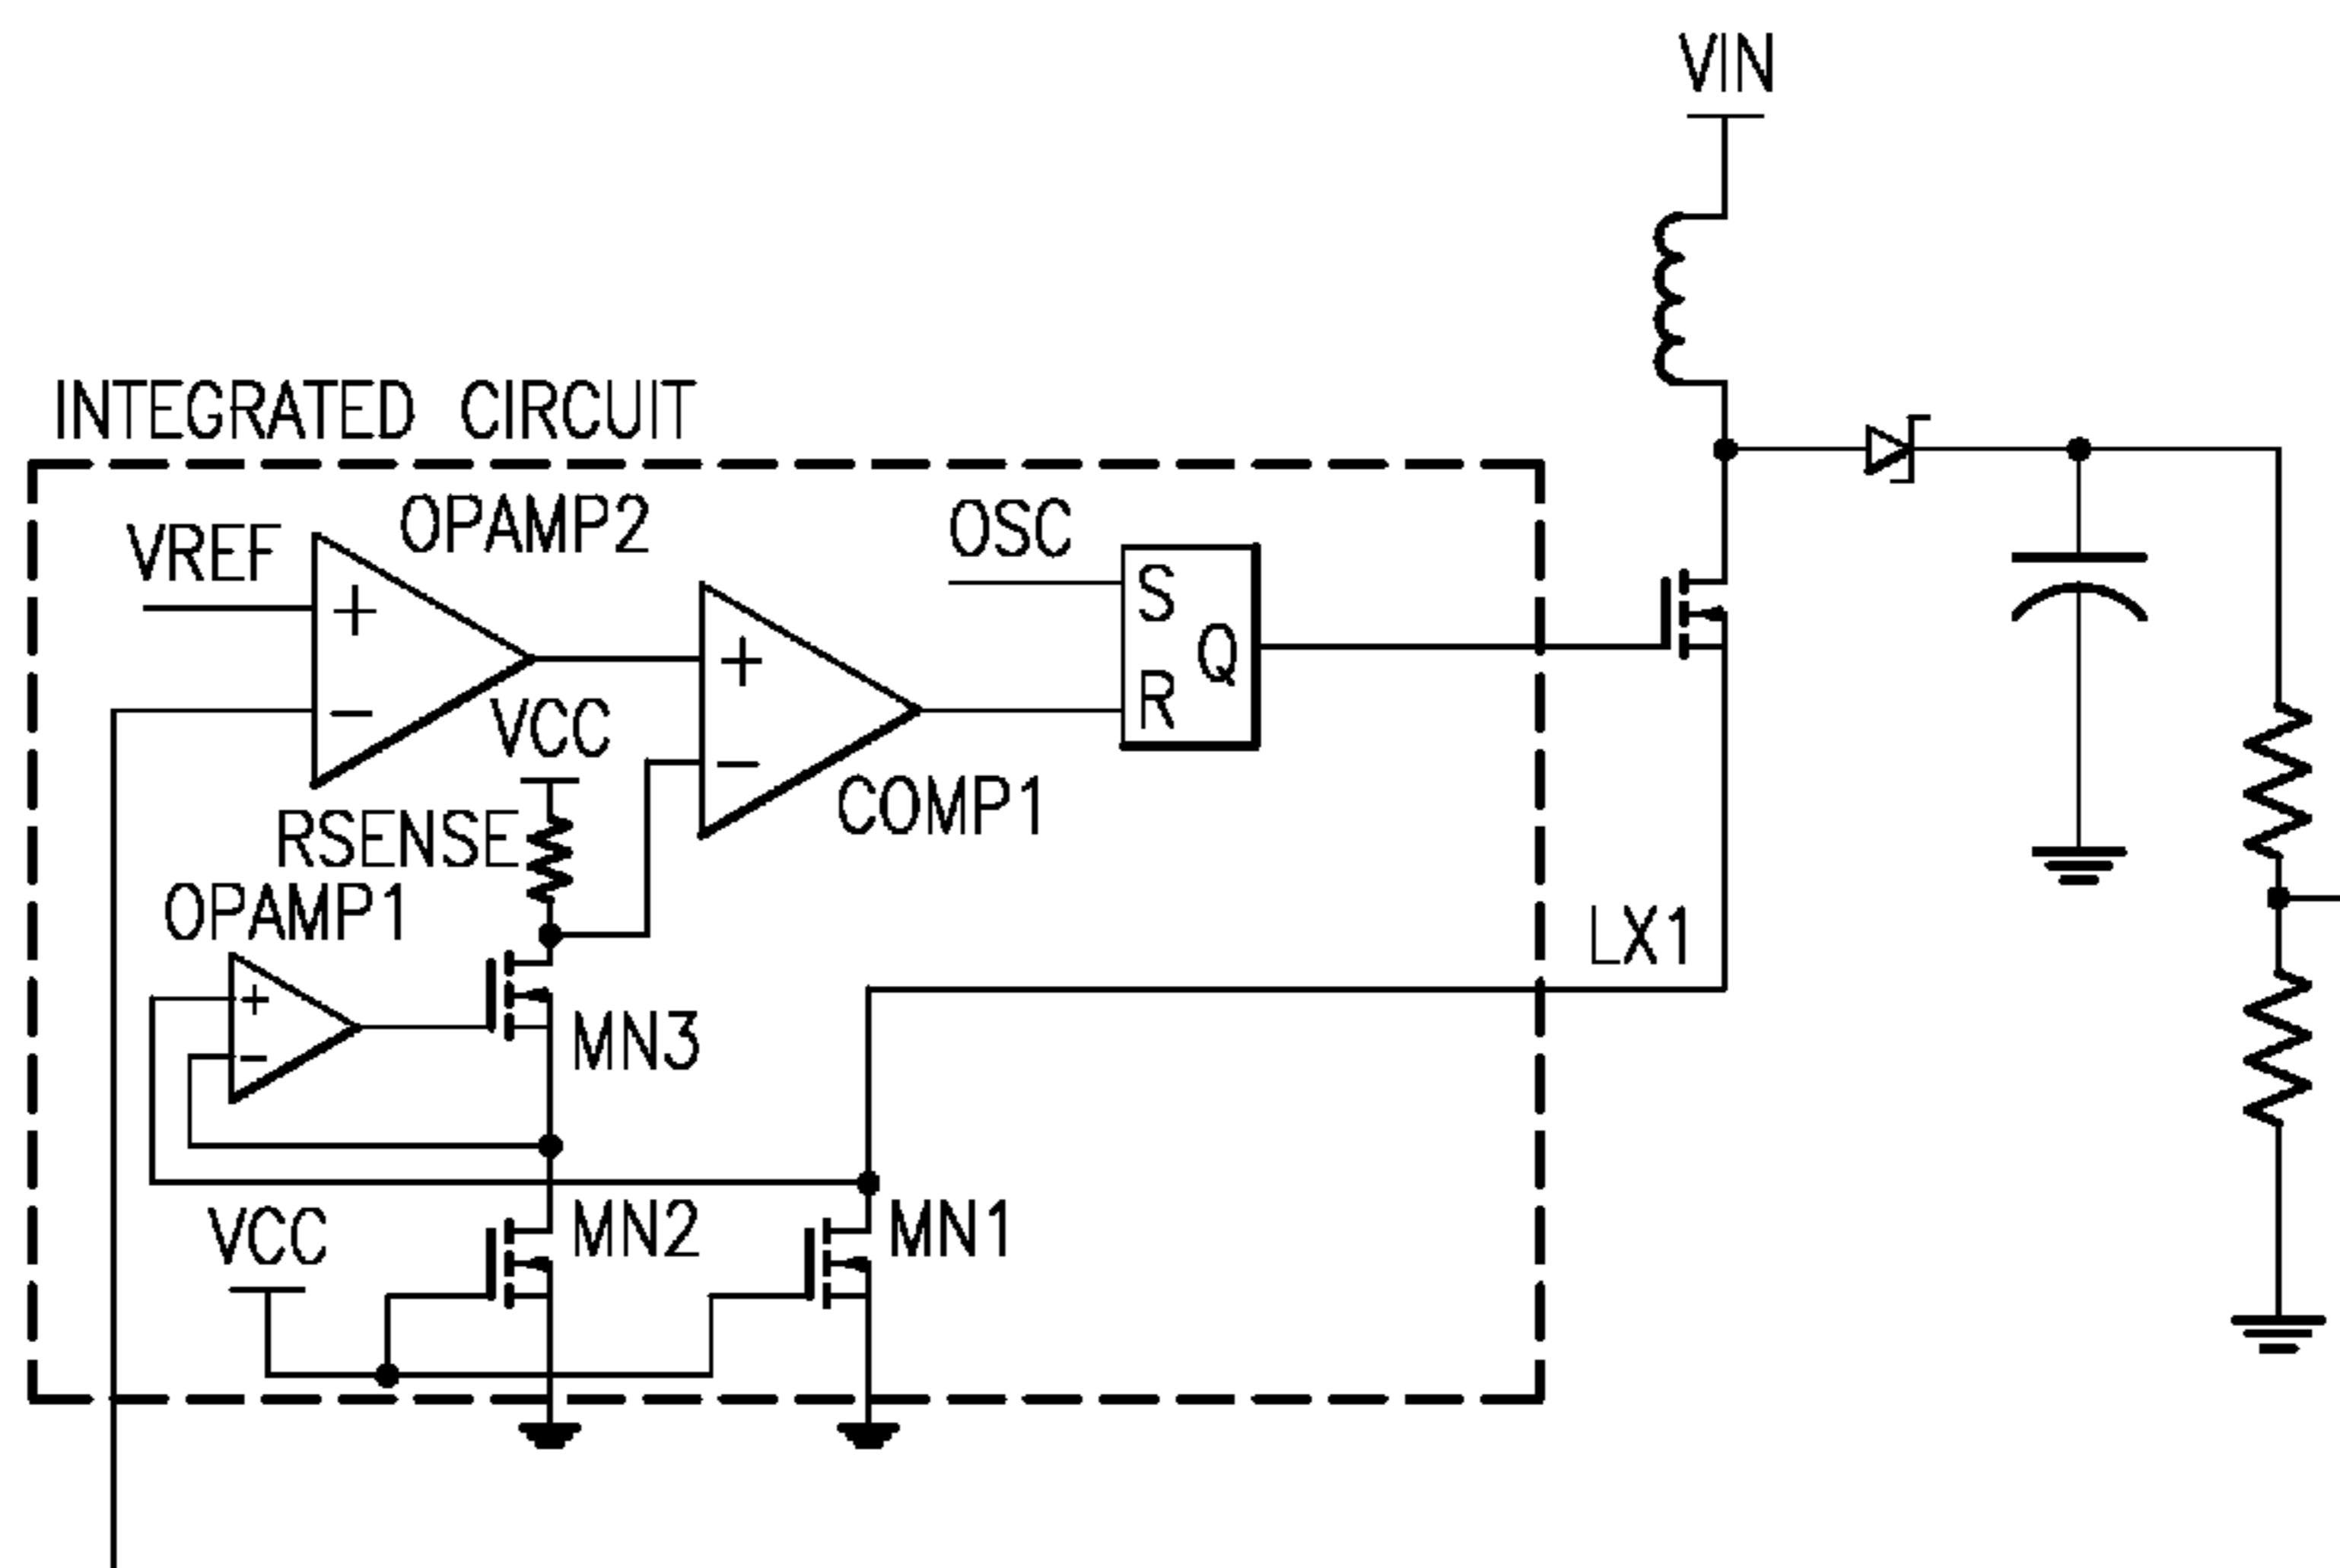 VIN
INTEGRATED CIRCUIT
OPAMP2
VREF
OSC
+
S
+
Q
R
-
VCC
-
COMP1
RSENSE
OPAMP1
LX1
+
MN3
-
MN2
MN1
VCC